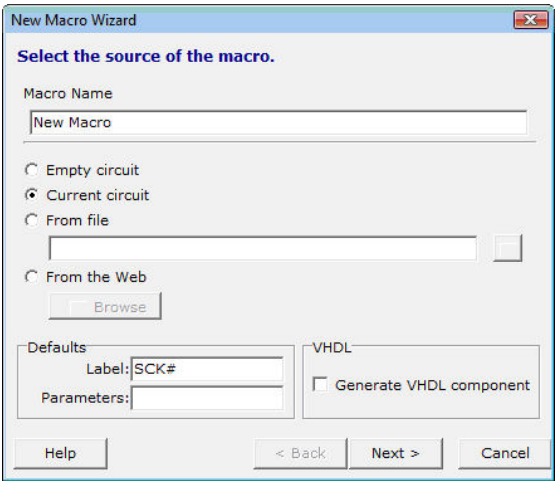 New Macro Wizard
Select the source of the macro.
Macro Name
New Macro
Empty circuit
Current circuit
From file
From the Web
Browse
Defaults
Label: SCK#
Parameters:
VHDL
Generate VHDL component
Help
< Back
Next >
Cancel